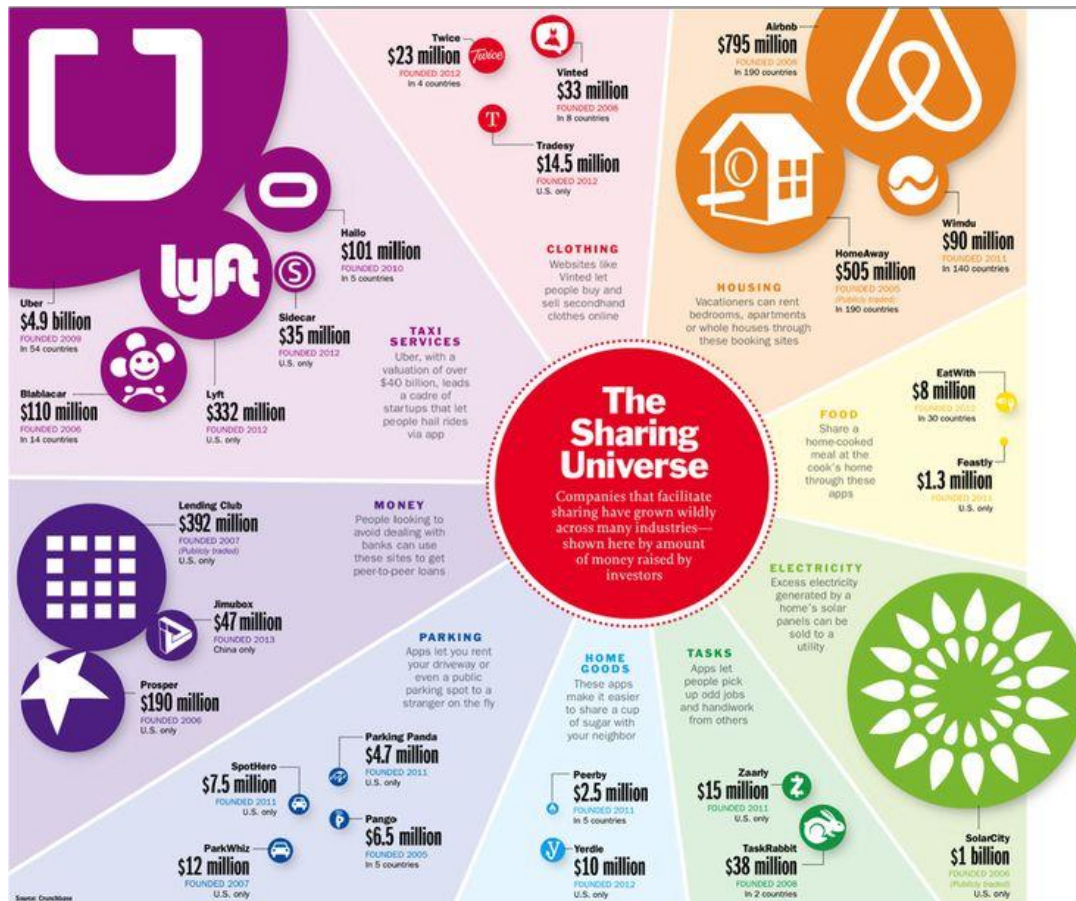 Twice
$23 million
FOUNDED 2012
In 4 countries
Twice
Vinted
$33 million
FOUNDED 2008
In 8 countries
T
Tradesy
$14.5 million
FOUNDED 2012
U.S. only
CLOTHING
Websites like
Vinted let
people buy and
sell secondhand
clothes online
Airbnb
$795 million
FOUNDED 2008
In 190 countries
Wimdu
$90 million
FOUNDED 2011
In 140 countries
HomeAway
$505 million
FOUNDED 2005
(Publicly traded)
In 190 countries
HOUSING
Vacationers can rent
bedrooms, apartments
or whole houses through
these booking sites
Hailo
$101 million
FOUNDED 2010
In 5 countries
lyft
S
Sidecar
$35 million
FOUNDED 2012
U.S. only
Uber
$4.9 billion
FOUNDED 2009
In 54 countries
Blablacar
$110 million
FOUNDED 2006
In 14 countries
Lyft
$332 million
FOUNDED 2012
U.S. only
TAXI
SERVICES
Uber, with a
valuation of over
$40 billion, leads
a cadre of
startups that let
people hail rides
via app
The
Sharing
Universe
Companies that facilitate
sharing have grown wildly
across many industries—
shown here by amount
of money raised by
investors
EatWith
$8 million
FOUNDED 2012
In 30 countries
Feastly
$1.3 million
FOUNDED 2011
U.S. only
FOOD
Share a
home-cooked
meal at the
cook's home
through these
apps
Lending Club
$392 million
FOUNDED 2007
(Publicly traded)
U.S. only
Jimubox
$47 million
FOUNDED 2013
China only
Prosper
$190 million
FOUNDED 2006
U.S. only
MONEY
People looking to
avoid dealing with
banks can use
these sites to get
peer-to-peer loans
ELECTRICITY
Excess electricity
generated by a
home's solar
panels can be
sold to a
utility
SolarCity
$1 billion
FOUNDED 2006
(Publicly traded)
U.S. only
PARKING
Apps let you rent
your driveway or
even a public
parking spot to a
stranger on the fly
Parking Panda
$4.7 million
FOUNDED 2011
U.S. only
SpotHero
$7.5 million
FOUNDED 2011
U.S. only
P
Pango
$6.5 million
FOUNDED 2005
In 5 countries
ParkWhiz
$12 million
FOUNDED 2007
U.S. only
HOME
GOODS
These apps
make it easier
to share a cup
of sugar with
your neighbor
Peerby
$2.5 million
FOUNDED 2011
In 5 countries
y
Yerdle
$10 million
FOUNDED 2012
U.S. only
TASKS
Apps let
people pick
up odd jobs
and handiwork
from others
Zaarly
$15 million
FOUNDED 2011
U.S. only
Z
TaskRabbit
$38 million
FOUNDED 2008
In 2 countries
Source: Crunchbase